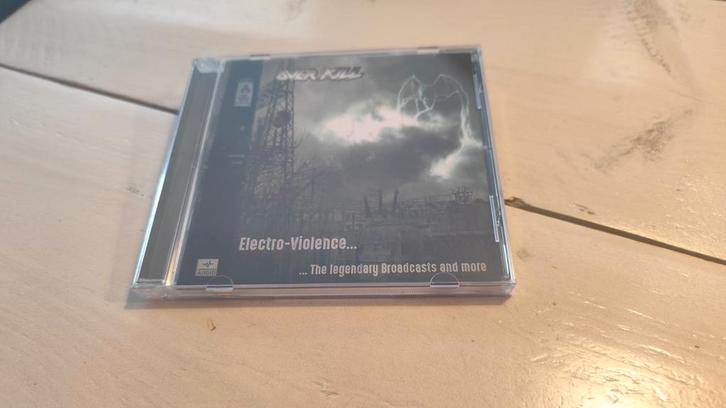 OVER KILL
Electro-Violence...
... The legendary Broadcasts and more